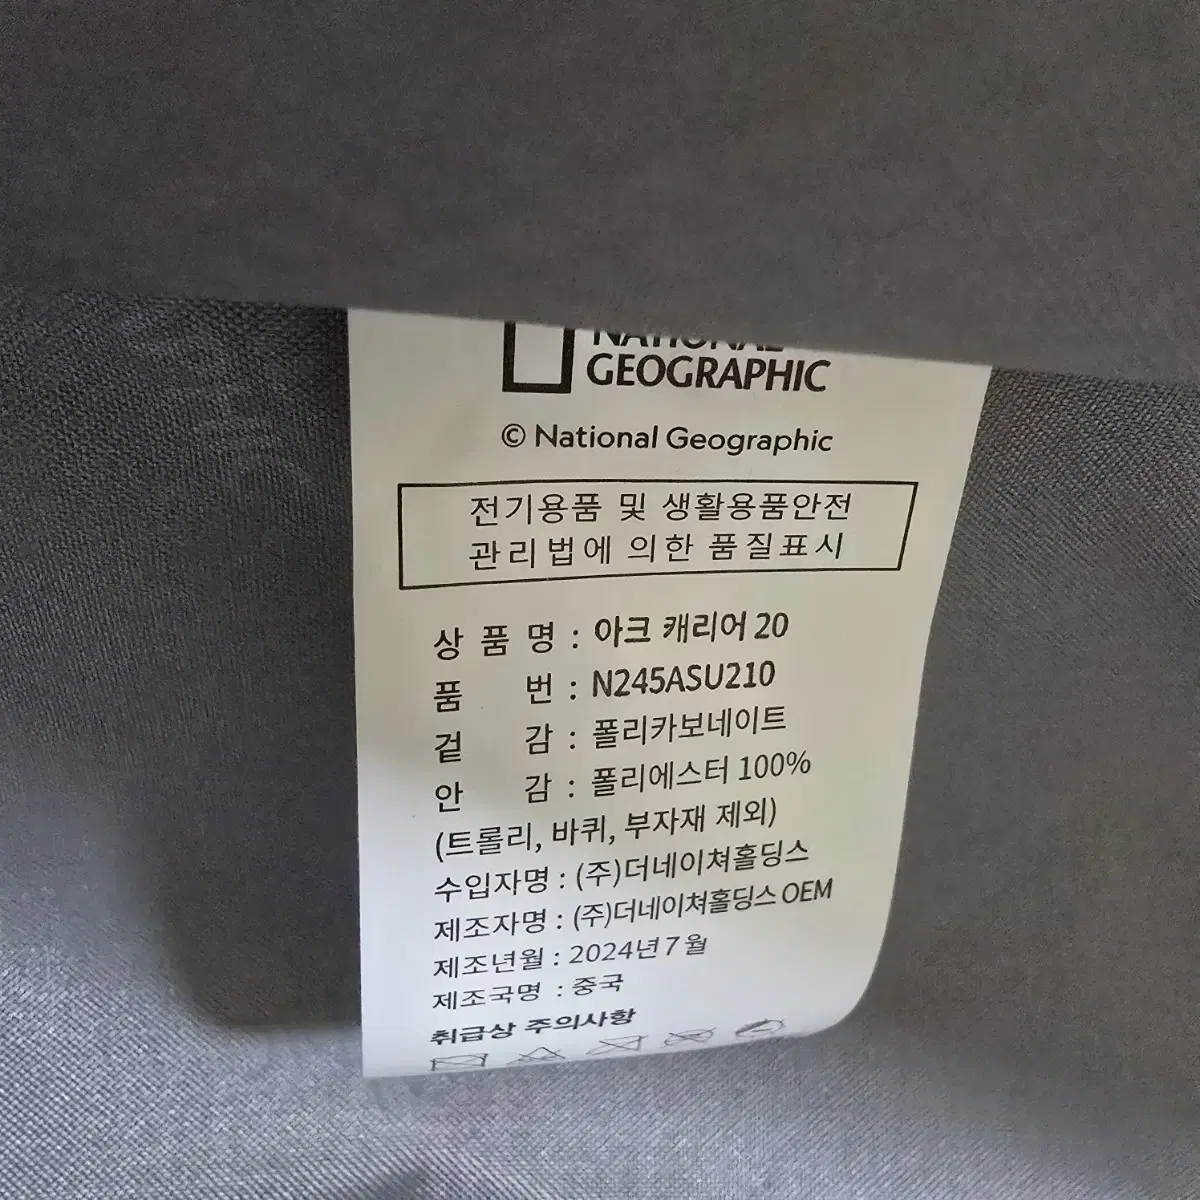 NATIONAL
GEOGRAPHIC
© National Geographic
전기용품 및 생활용품안전
관리법에 의한 품질표시
상 품 명 : 아크 캐리어 20
품 번 : N245ASU210
겉 감 : 폴리카보네이트
안 감 : 폴리에스터 100%
(트롤리, 바퀴, 부자재 제외)
수입자명 : (주)더네이쳐홀딩스
제조자명 : (주)더네이쳐홀딩스 OEM
제조년월 : 2024년 7월
제조국명 : 중국
취급상 주의사항